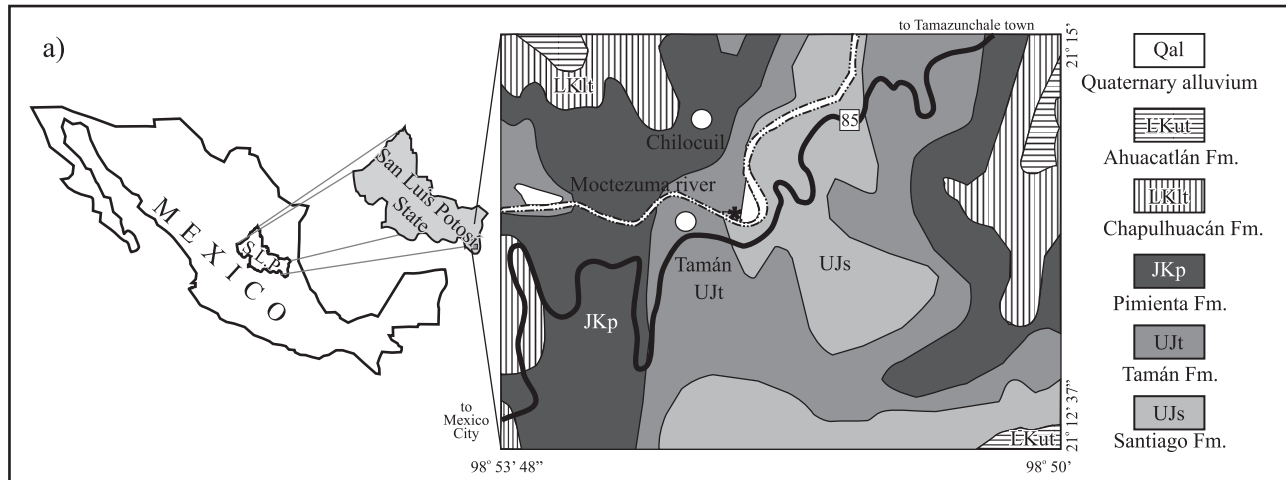 a)
MEXICO
S.L.P.
San Luis Potosí
State
to Tamazunchale town
LKlt
Chilocuil
85
Moctezuma river
*
Tamán
UJt
UJs
JKp
to
Mexico
City
LKut
98° 53' 48"
98° 50'
21° 15'
21° 12' 37"
Qal
Quaternary alluvium
LKut
Ahuacatlán Fm.
LKlt
Chapulhuacán Fm.
JKp
Pimienta Fm.
UJt
Tamán Fm.
UJs
Santiago Fm.